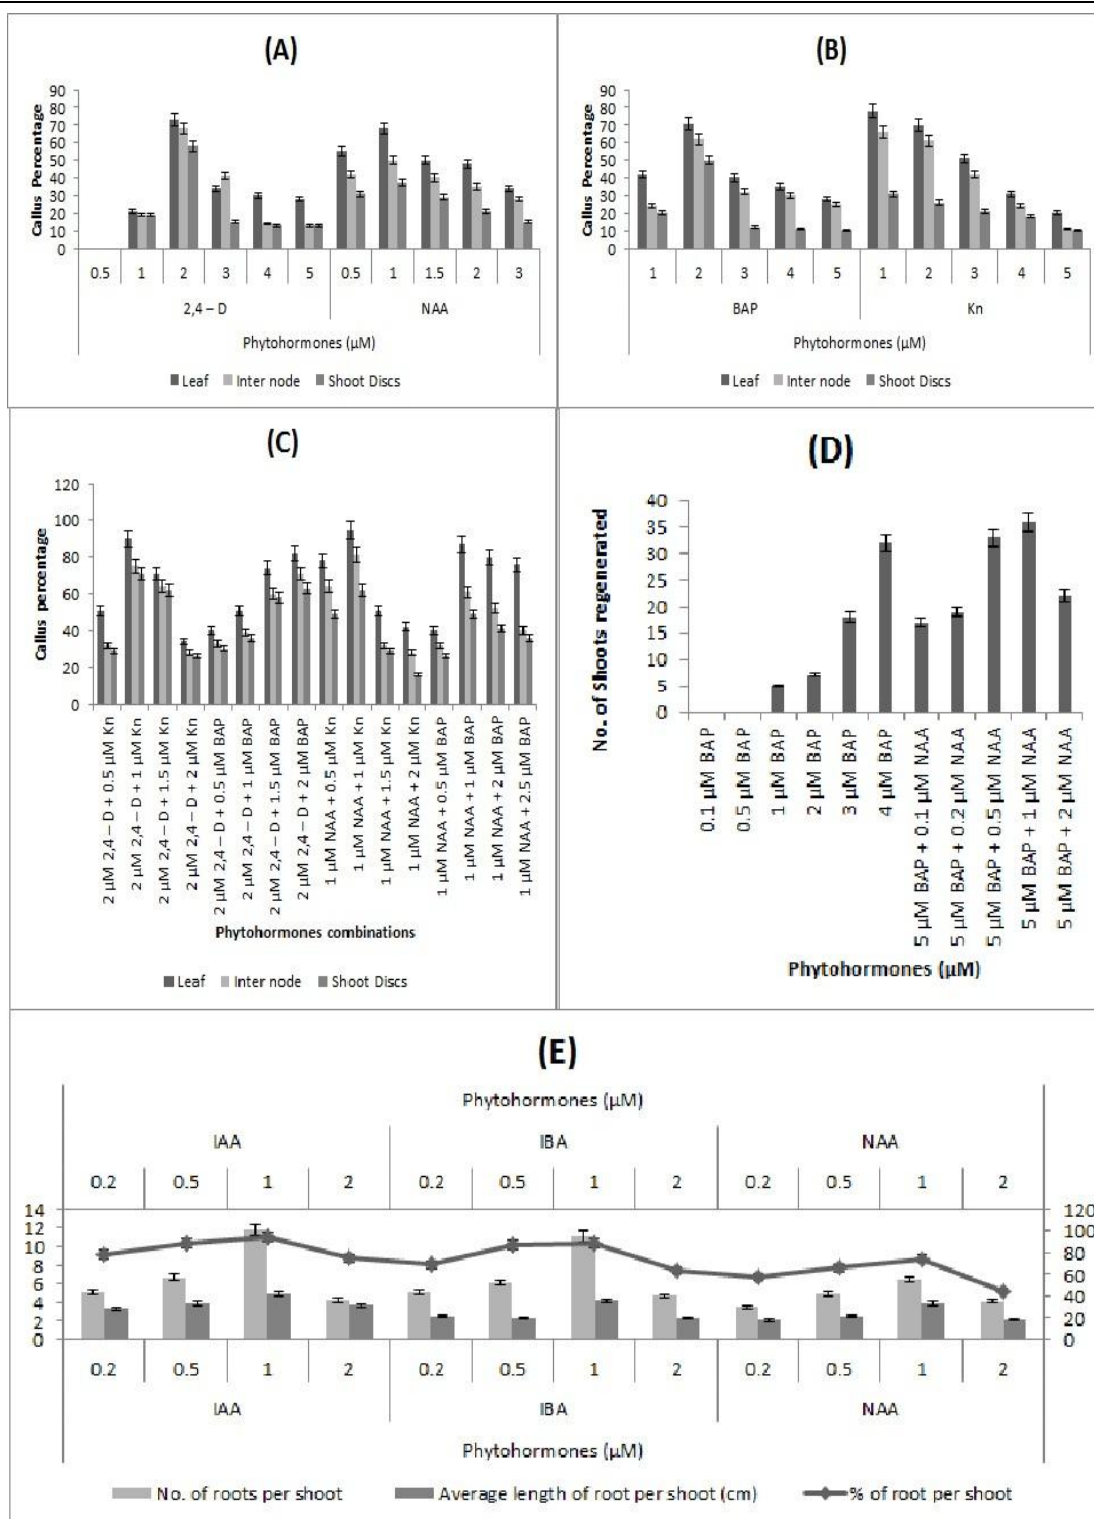 (A)
Callus Percentage
90
80
70
60
50
40
30
20
10
0
0.5 1 2 3 4 5 0.5 1 1.5 2 3
2,4 – D NAA
Phytohormones (µM)
Leaf Inter node Shoot Discs
(B)
Callus Percentage
90
80
70
60
50
40
30
20
10
0
1 2 3 4 5 1 2 3 4 5
BAP Kn
Phytohormones (µM)
Leaf Inter node Shoot Discs
(C)
Callus percentage
120
100
80
60
40
20
0
2 µM 2,4 – D + 0.5 µM Kn
2 µM 2,4 – D + 1 µM Kn
2 µM 2,4 – D + 1.5 µM Kn
2 µM 2,4 – D + 2 µM Kn
2 µM 2,4 – D + 0.5 µM BAP
2 µM 2,4 – D + 1 µM BAP
2 µM 2,4 – D + 1.5 µM BAP
2 µM 2,4 – D + 2 µM BAP
1 µM NAA + 0.5 µM Kn
1 µM NAA + 1 µM Kn
1 µM NAA + 1.5 µM Kn
1 µM NAA + 2 µM Kn
1 µM NAA + 0.5 µM BAP
1 µM NAA + 1 µM BAP
1 µM NAA + 2 µM BAP
1 µM NAA + 2.5 µM BAP
Phytohormones combinations
Leaf Inter node Shoot Discs
(D)
No. of Shoots regenerated
40
35
30
25
20
15
10
5
0
0.1 µM BAP
0.5 µM BAP
1 µM BAP
2 µM BAP
3 µM BAP
4 µM BAP
5 µM BAP + 0.1 µM NAA
5 µM BAP + 0.2 µM NAA
5 µM BAP + 0.5 µM NAA
5 µM BAP + 1 µM NAA
5 µM BAP + 2 µM NAA
Phytohormones (µM)
(E)
Phytohormones (µM)
IAA IBA NAA
0.2 0.5 1 2 0.2 0.5 1 2 0.2 0.5 1 2
14
12
10
8
6
4
2
0
120
100
80
60
40
20
0
0.2 0.5 1 2 0.2 0.5 1 2 0.2 0.5 1 2
IAA IBA NAA
Phytohormones (µM)
No. of roots per shoot Average length of root per shoot (cm) % of root per shoot